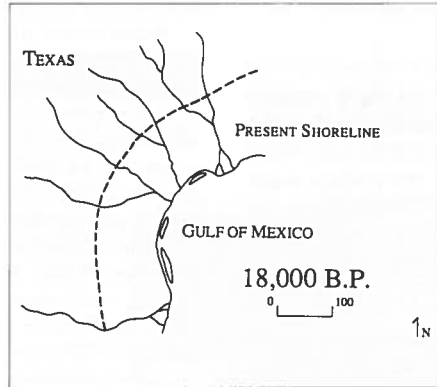 TEXAS
PRESENT SHORELINE
GULF OF MEXICO
18,000 B.P.
0 100
N